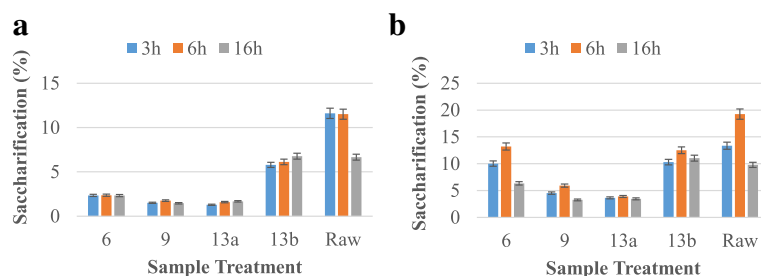 a
3h 6h 16h
Saccharification (%)
15
10
5
0
6 9 13a 13b Raw
Sample Treatment
b
3h 6h 16h
Saccharification (%)
25
20
15
10
5
0
6 9 13a 13b Raw
Sample Treatment